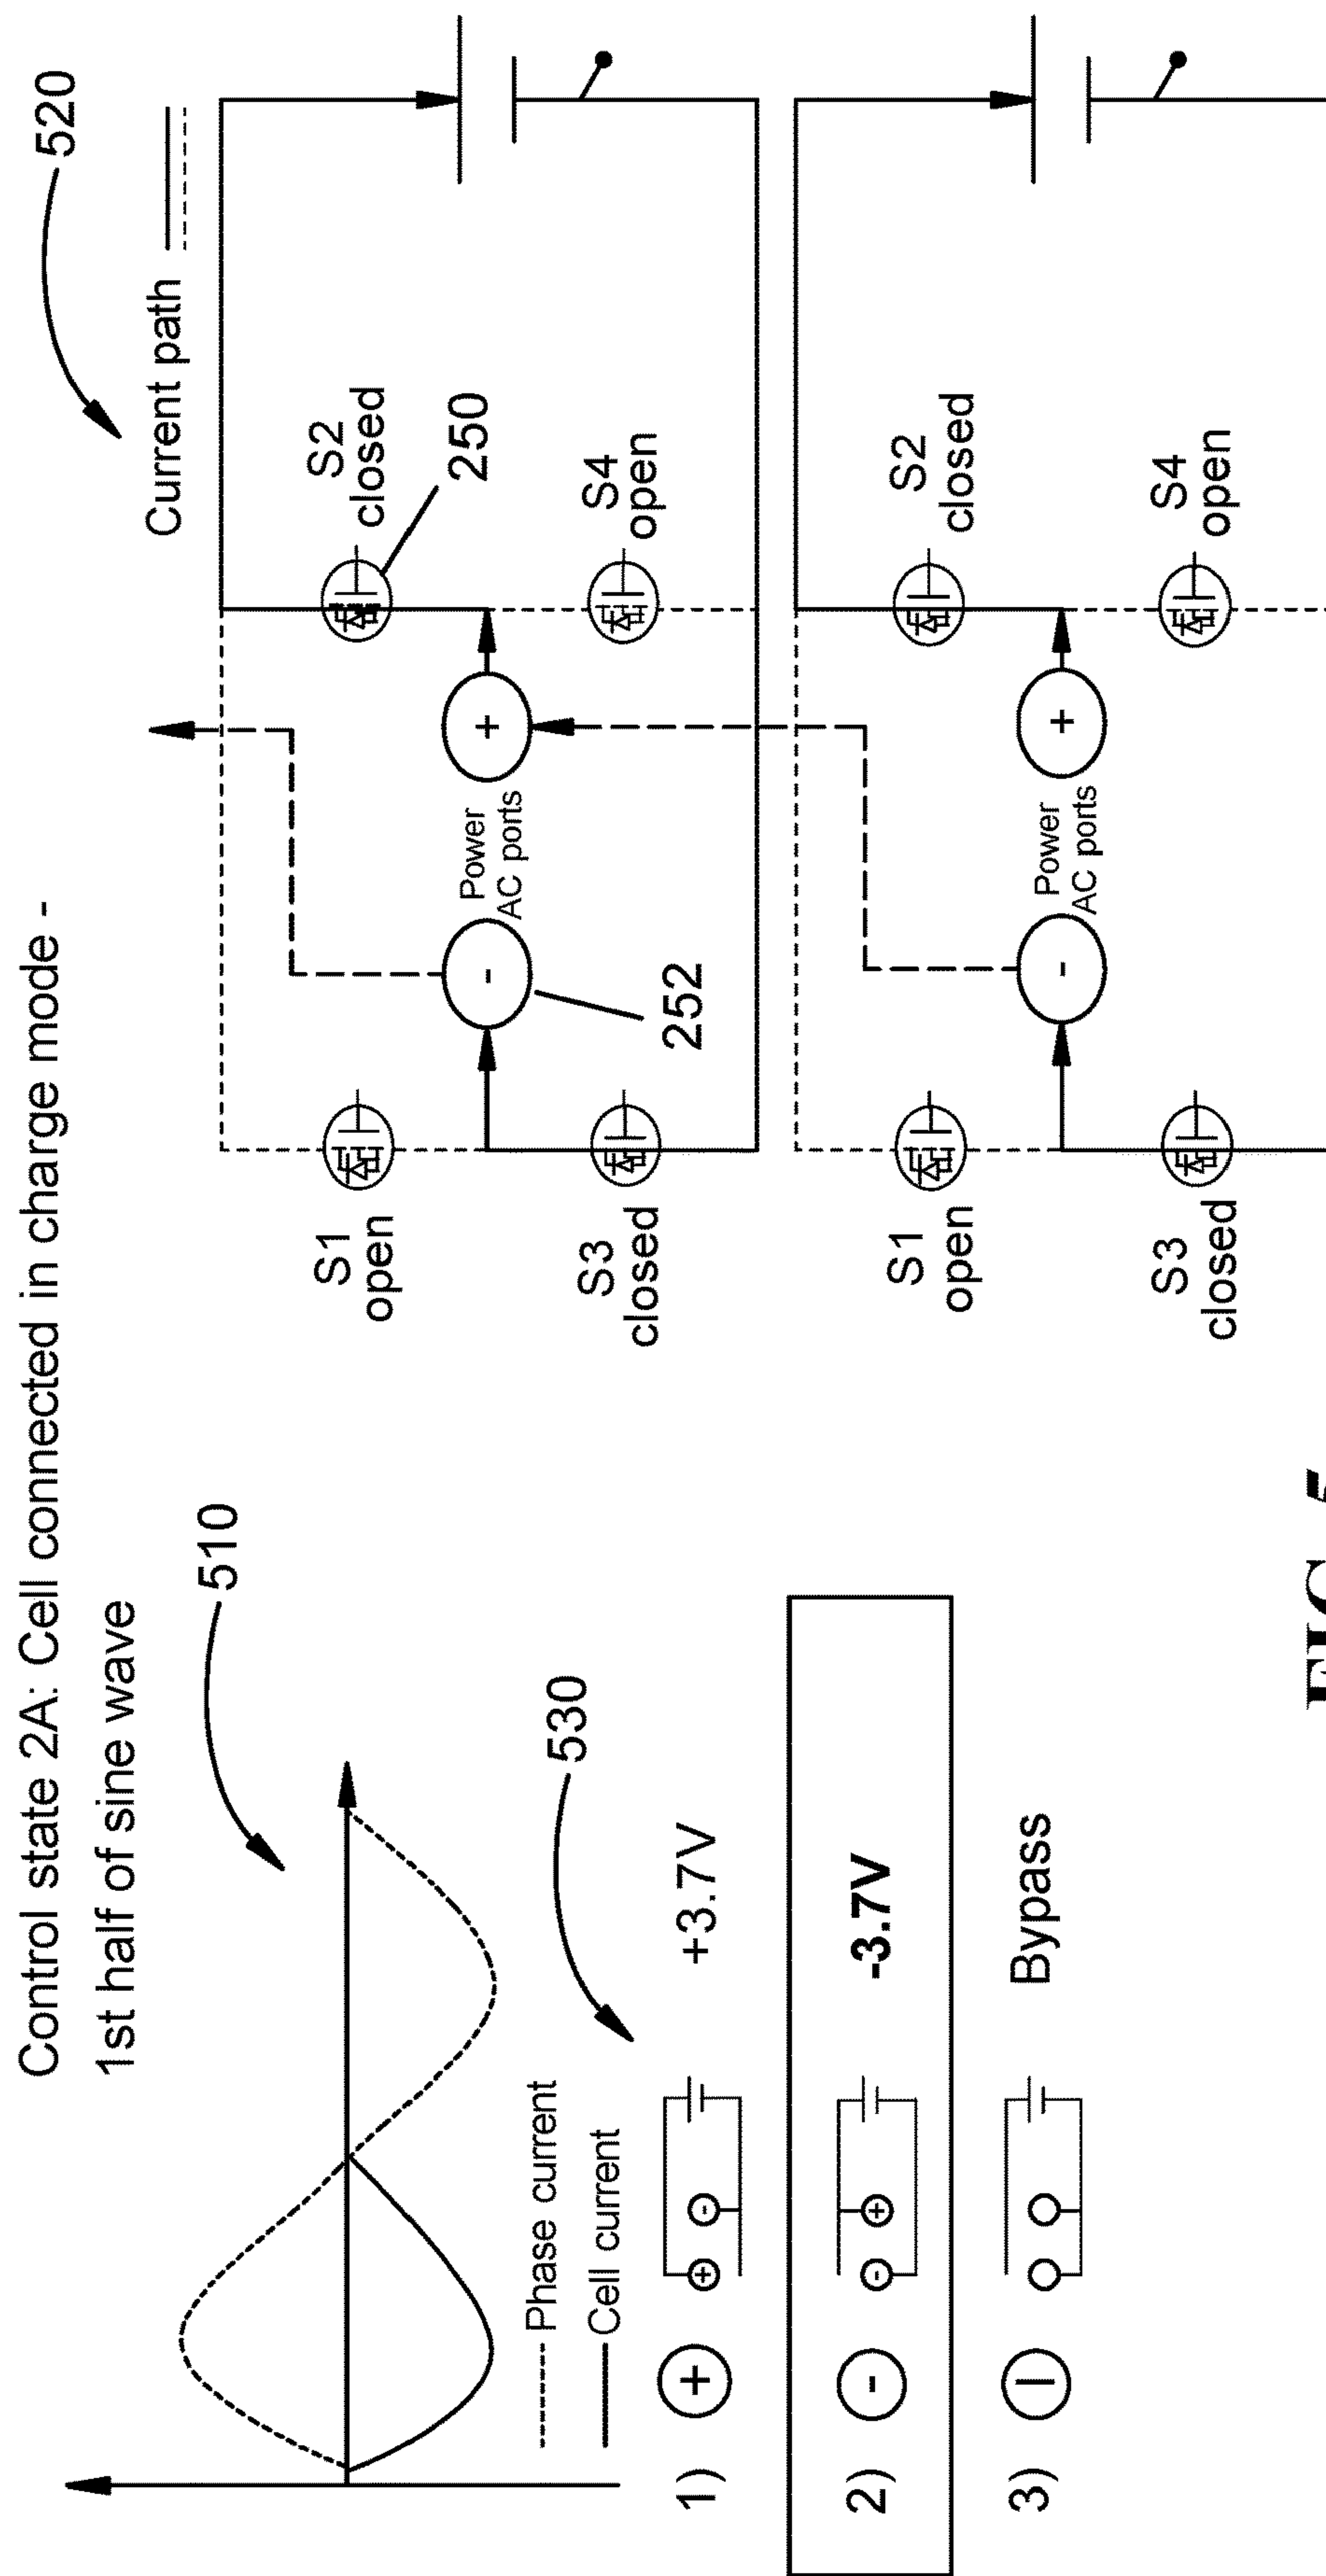 Control state 2A: Cell connected in charge mode -
1st half of sine wave
510
520
Current path
Phase current
Cell current
530
1) + + - +3.7V
2) - - + -3.7V
3) Bypass
S1
open
S2
closed
250
- Power
AC ports +
252
S3
closed
S4
open
S1
open
S2
closed
- Power
AC ports +
S3
closed
S4
open
FIG. 5